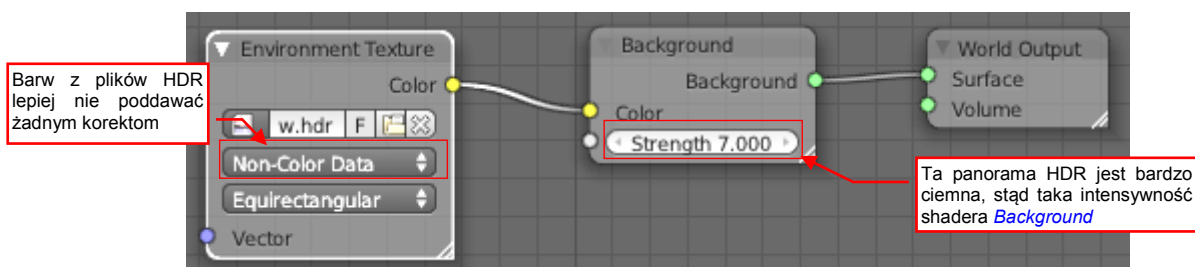 Barw z plików HDR
lepiej nie poddawać
żadnym korektom
Environment Texture
Color
w.hdr F
Non-Color Data
Equirectangular
Vector
Background
Background
Color
Strength 7.000
World Output
Surface
Volume
Ta panorama HDR jest bardzo
ciemna, stąd taka intensywność
shadera Background